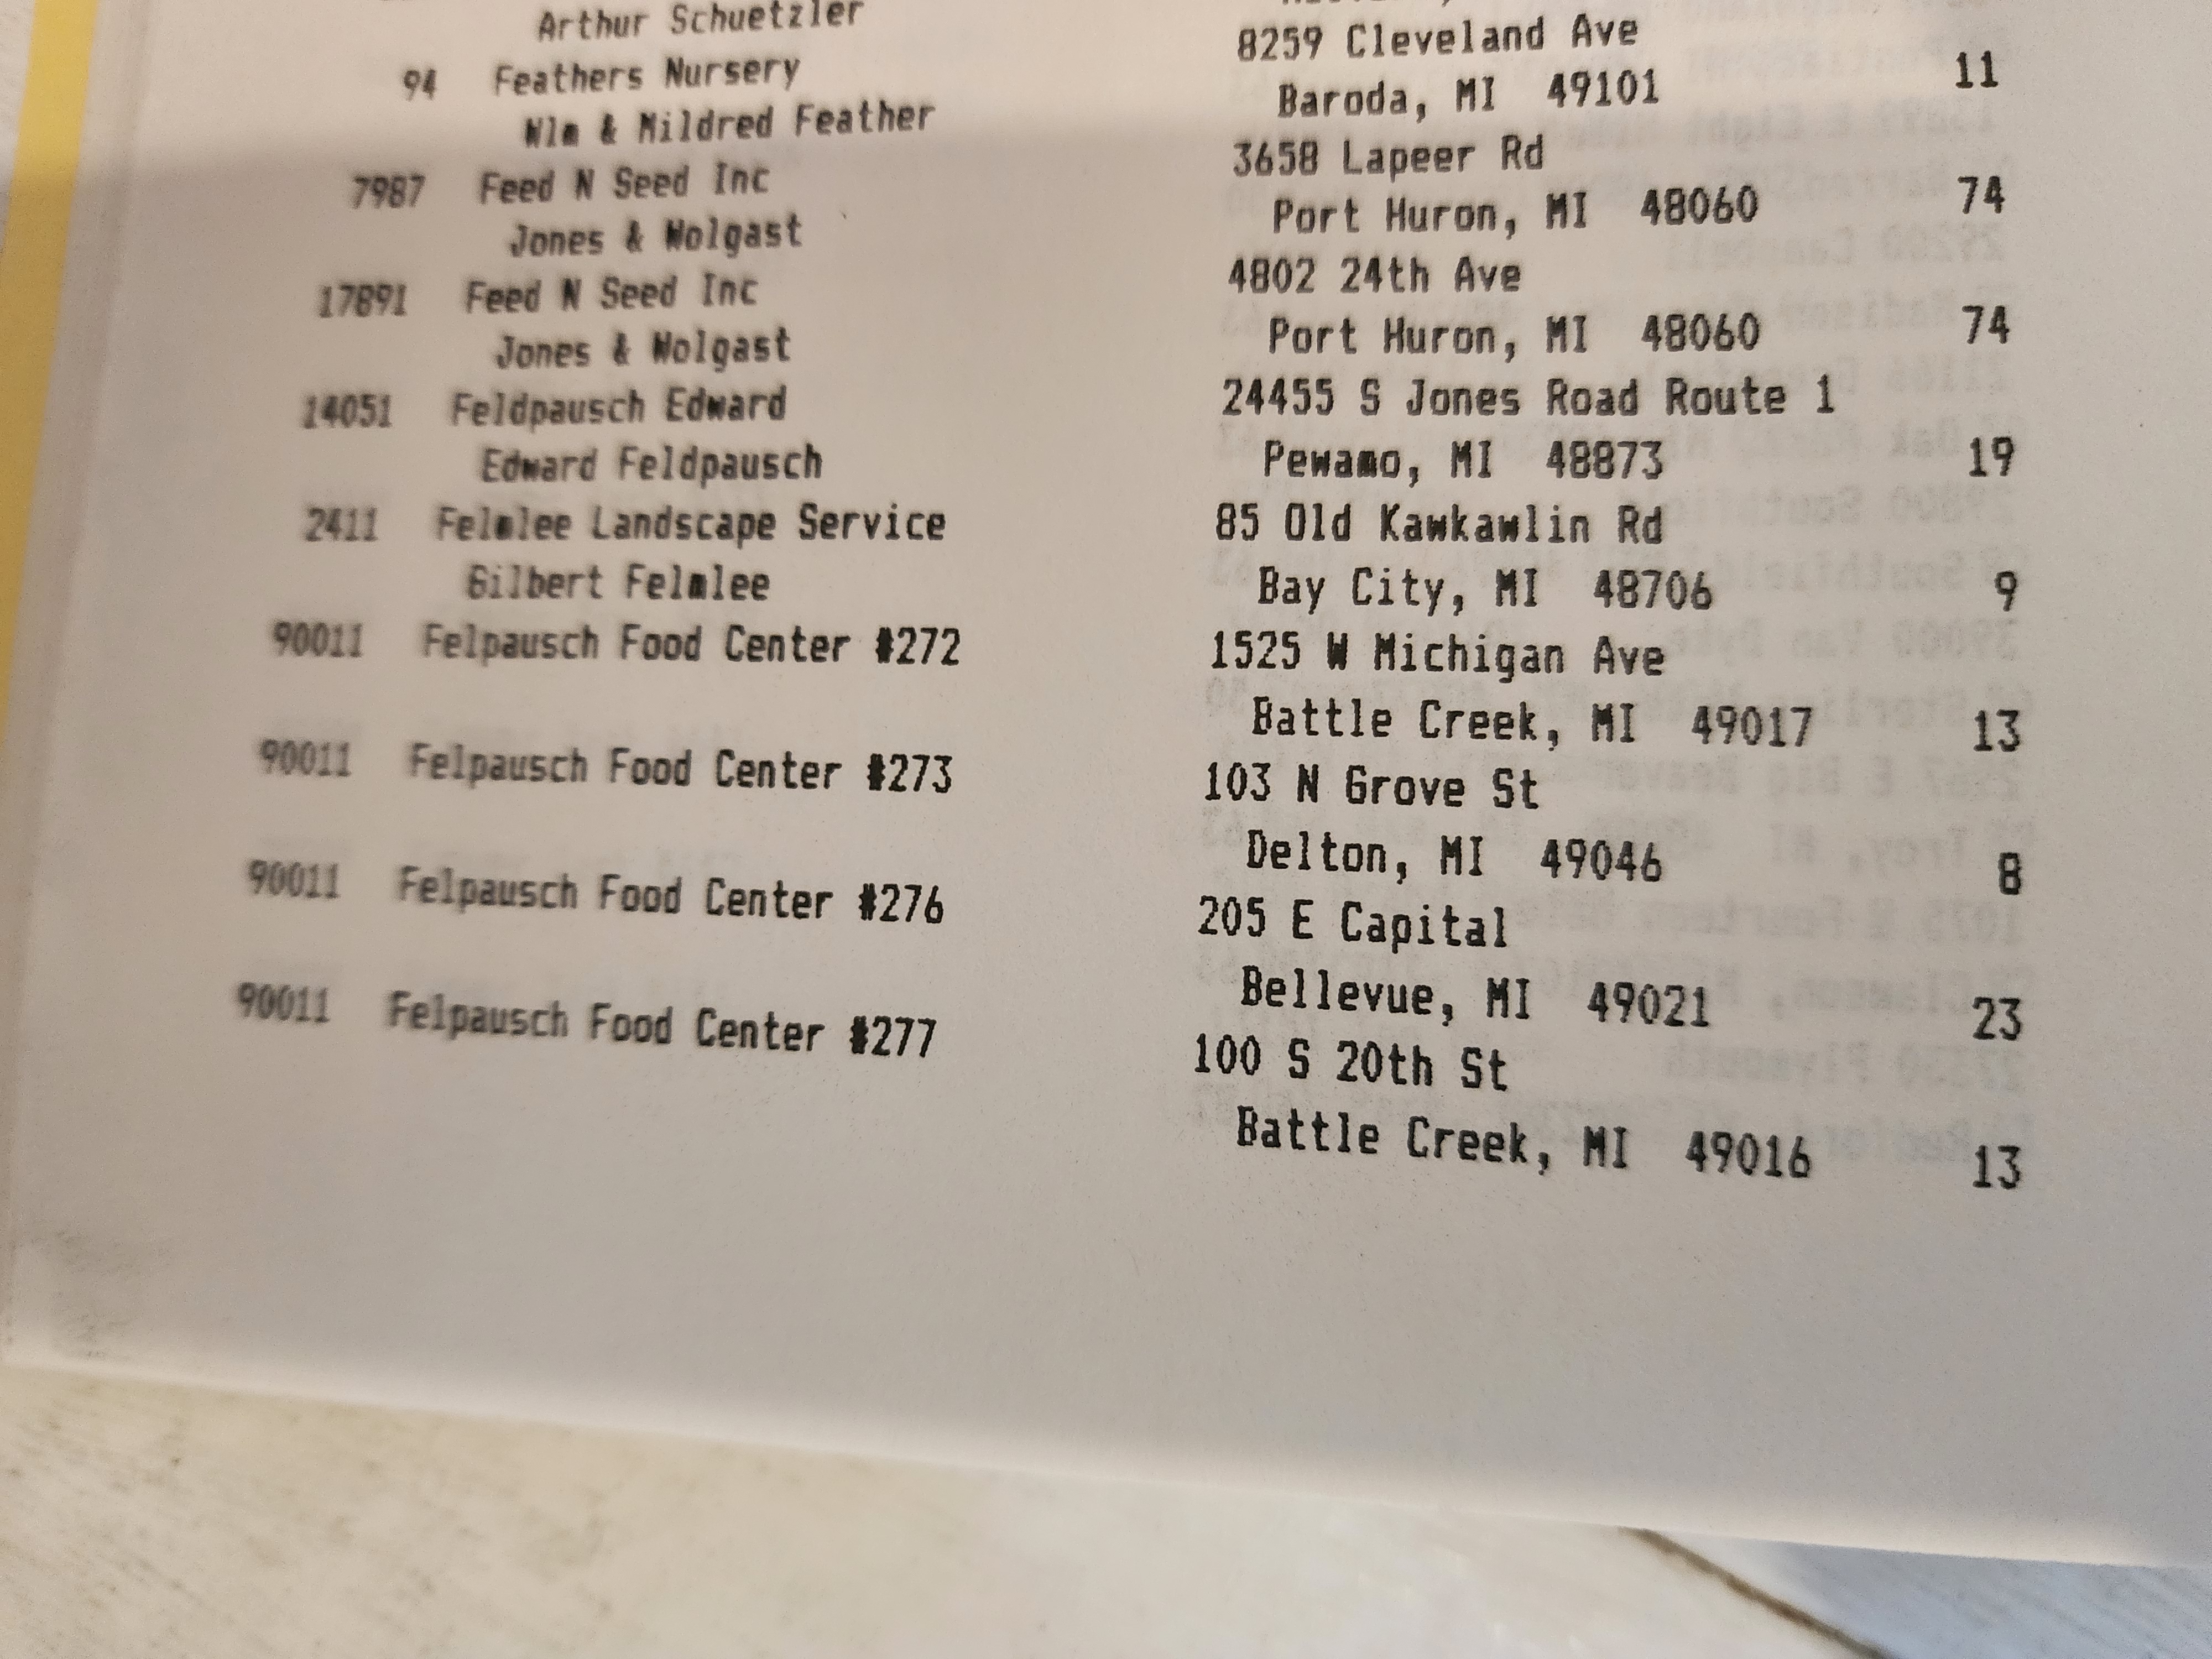 Arthur Schuetzler
94 Feathers Nursery 8259 Cleveland Ave
Wlm & Mildred Feather Baroda, MI 49101 11
7987 Feed N Seed Inc 3658 Lapeer Rd
Jones & Wolgast Port Huron, MI 48060 74
17891 Feed N Seed Inc 4802 24th Ave
Jones & Wolgast Port Huron, MI 48060 74
14051 Feldpausch Edward 24455 S Jones Road Route 1
Edward Feldpausch Pewamo, MI 48873 19
2411 Felmlee Landscape Service 85 Old Kawkawlin Rd
Gilbert Felmlee Bay City, MI 48706 9
90011 Felpausch Food Center #272 1525 W Michigan Ave
Battle Creek, MI 49017 13
90011 Felpausch Food Center #273 103 N Grove St
Delton, MI 49046 8
90011 Felpausch Food Center #276 205 E Capital
Bellevue, MI 49021 23
90011 Felpausch Food Center #277 100 S 20th St
Battle Creek, MI 49016 13